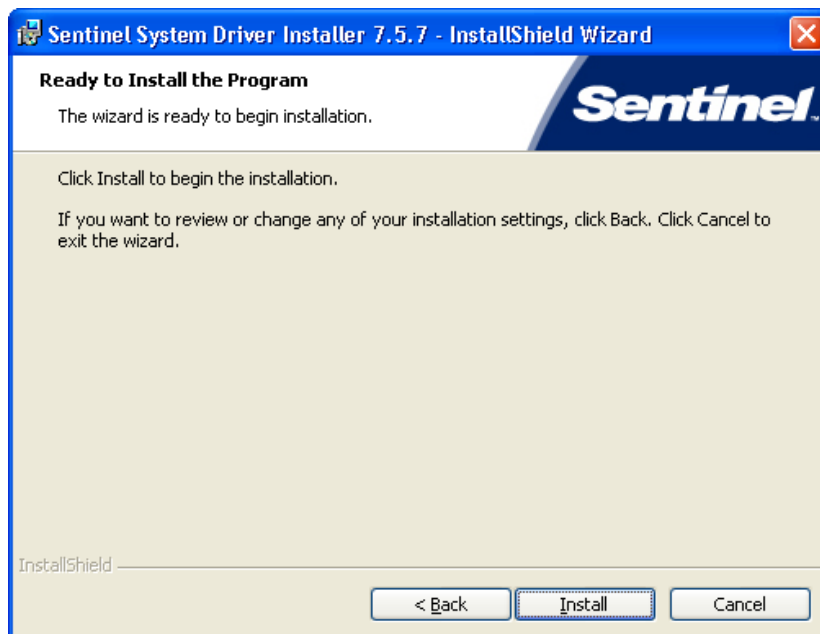 Sentinel System Driver Installer 7.5.7 - InstallShield Wizard
Ready to Install the Program
The wizard is ready to begin installation.
Sentinel™
Click Install to begin the installation.
If you want to review or change any of your installation settings, click Back. Click Cancel to
exit the wizard.
InstallShield
< Back
Install
Cancel